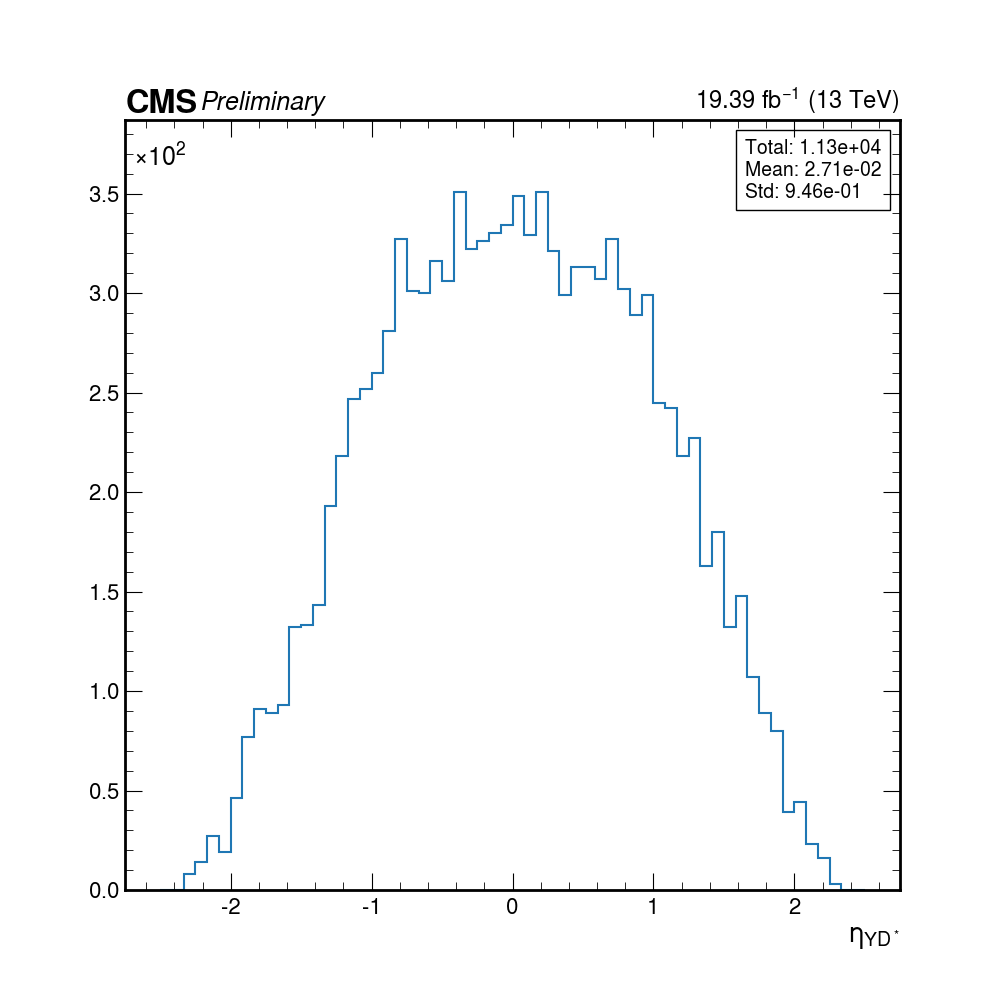 CMS Preliminary 19.39 fb⁻¹ (13 TeV)
×10²
Total: 1.13e+04
Mean: 2.71e-02
Std: 9.46e-01
3.5
3.0
2.5
2.0
1.5
1.0
0.5
0.0
-2 -1 0 1 2
ηYD*